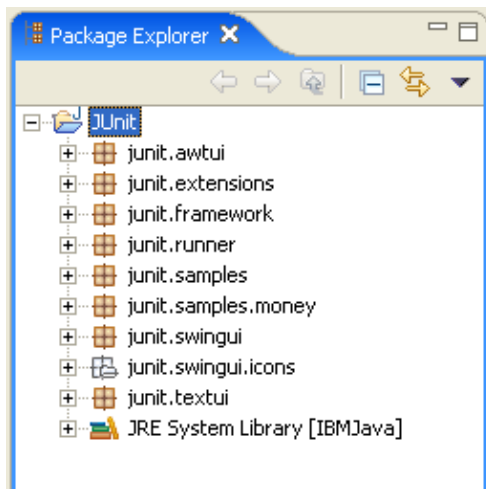 Package Explorer
JUnit
junit.awtui
junit.extensions
junit.framework
junit.runner
junit.samples
junit.samples.money
junit.swingui
junit.swingui.icons
junit.textui
JRE System Library [IBMJava]